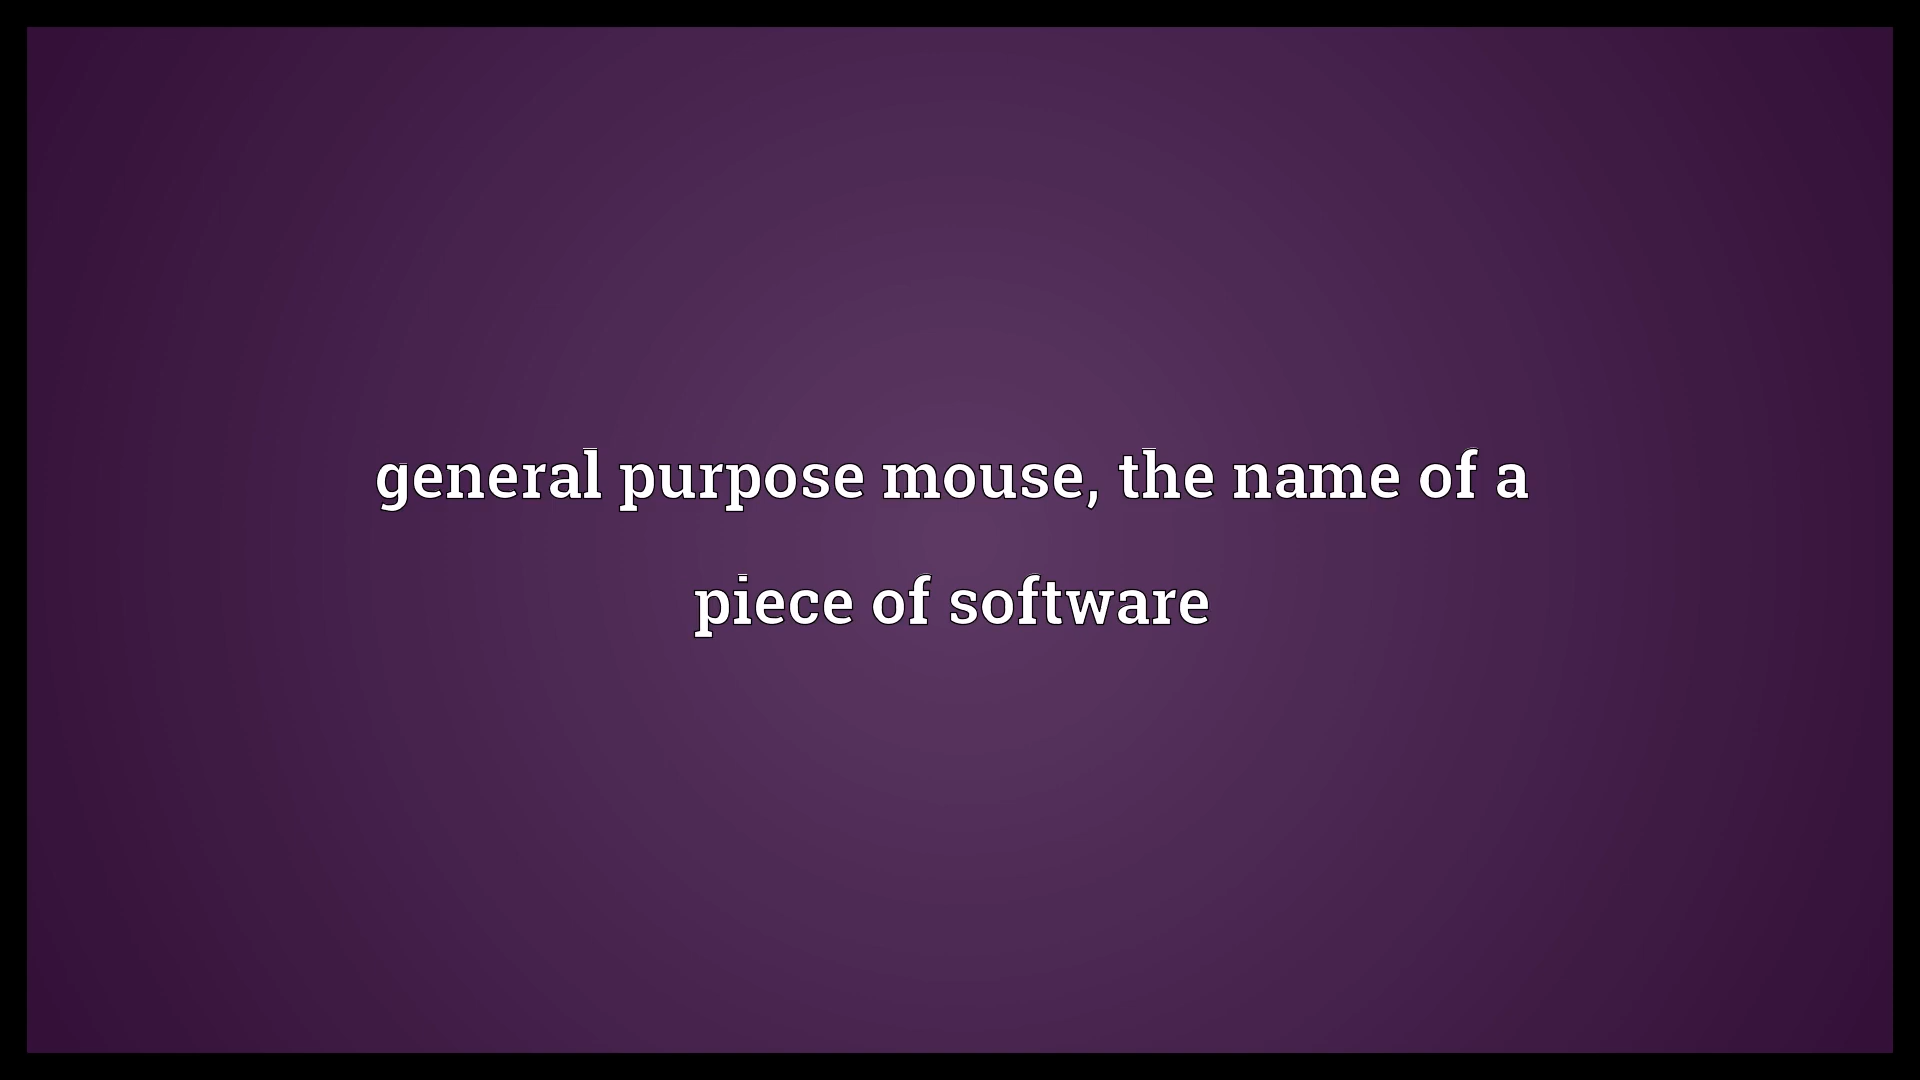 general purpose mouse, the name of a
piece of software